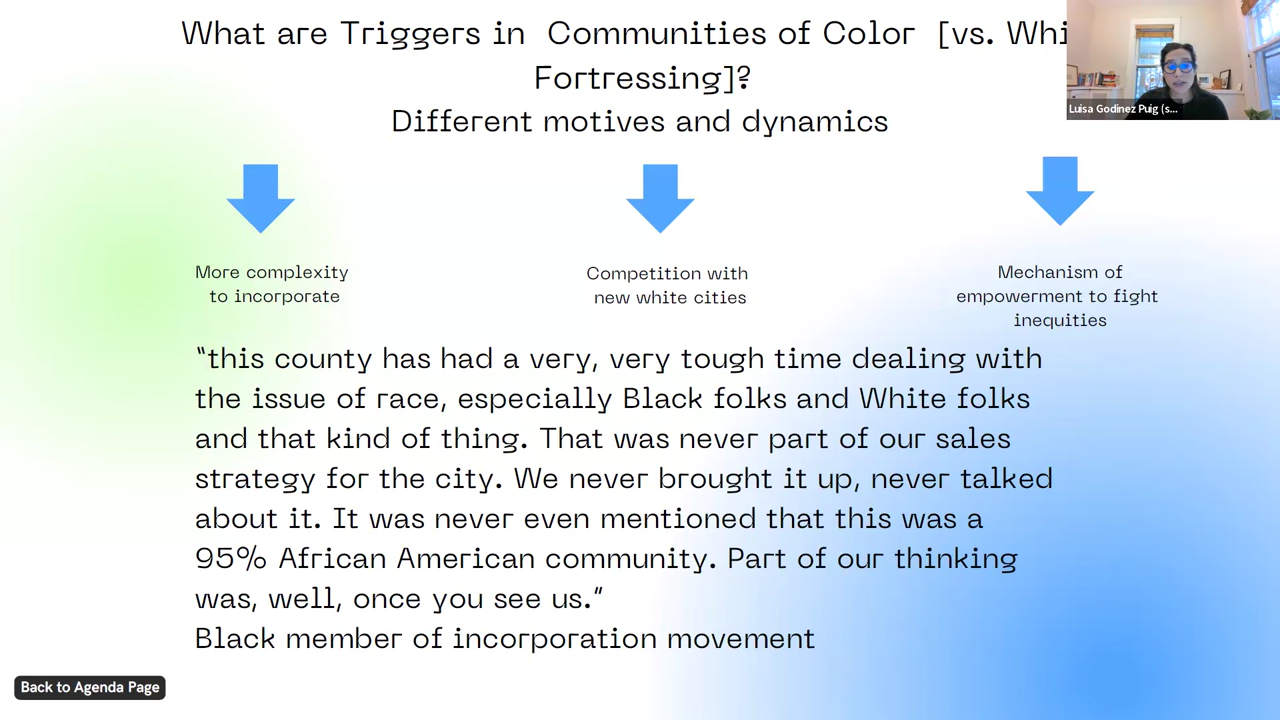 What are Triggers in Communities of Color [vs. Whi
Fortressing]?
Different motives and dynamics
Luisa Godinez Puig (s...
More complexity
to incorporate
Competition with
new white cities
Mechanism of
empowerment to fight
inequities
“this county has had a very, very tough time dealing with
the issue of race, especially Black folks and White folks
and that kind of thing. That was never part of our sales
strategy for the city. We never brought it up, never talked
about it. It was never even mentioned that this was a
95% African American community. Part of our thinking
was, well, once you see us.”
Black member of incorporation movement
Back to Agenda Page